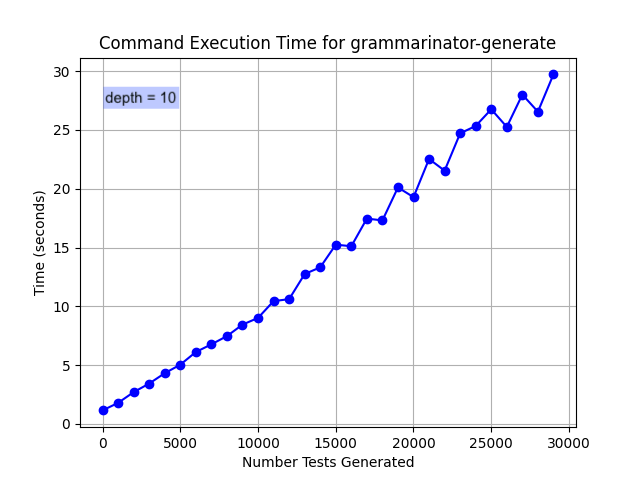 Command Execution Time for grammarinator-generate
depth = 10
Time (seconds)
30
25
20
15
10
5
0
0 5000 10000 15000 20000 25000 30000
Number Tests Generated